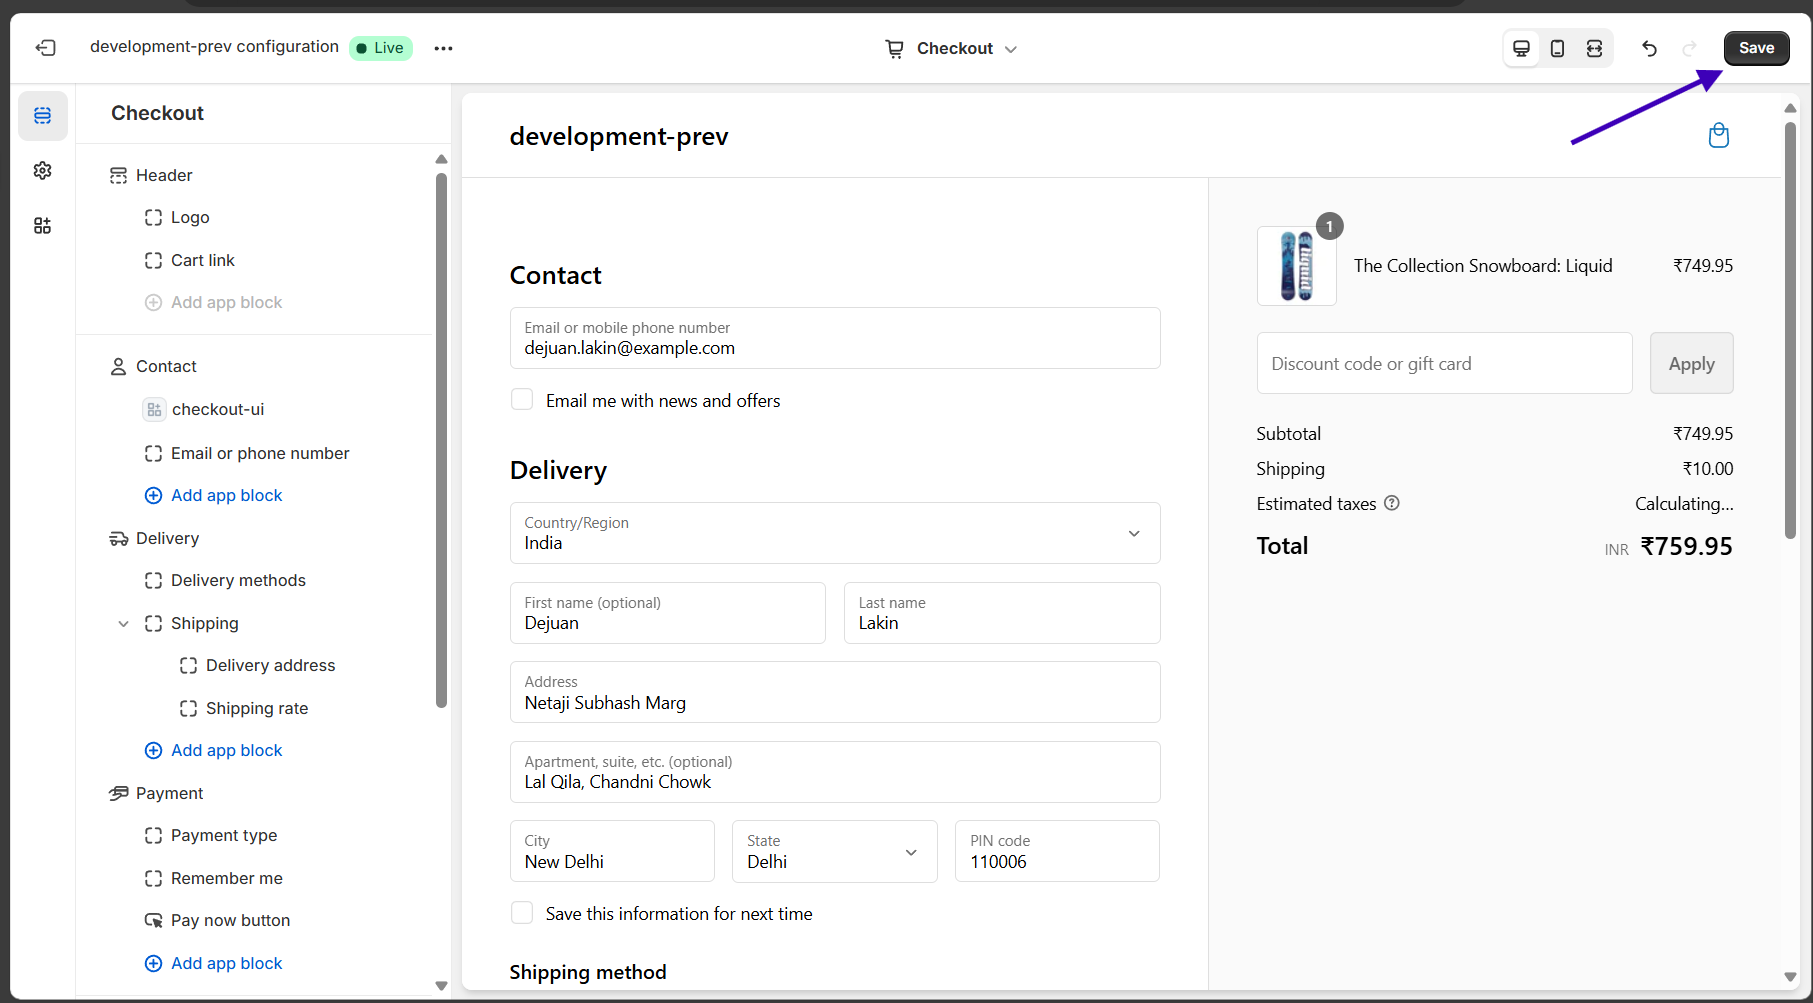 development-prev configuration
Live
Checkout
Save
Checkout
Header
Logo
Cart link
Add app block
Contact
checkout-ui
Email or phone number
Add app block
Delivery
Delivery methods
Shipping
Delivery address
Shipping rate
Add app block
Payment
Payment type
Remember me
Pay now button
Add app block
development-prev
Contact
Email or mobile phone number
dejuan.lakin@example.com
Email me with news and offers
Delivery
Country/Region
India
First name (optional)
Dejuan
Last name
Lakin
Address
Netaji Subhash Marg
Apartment, suite, etc. (optional)
Lal Qila, Chandni Chowk
City
New Delhi
State
Delhi
PIN code
110006
Save this information for next time
Shipping method
1
liquid
The Collection Snowboard: Liquid ₹749.95
Discount code or gift card
Apply
Subtotal ₹749.95
Shipping ₹10.00
Estimated taxes Calculating...
Total INR ₹759.95